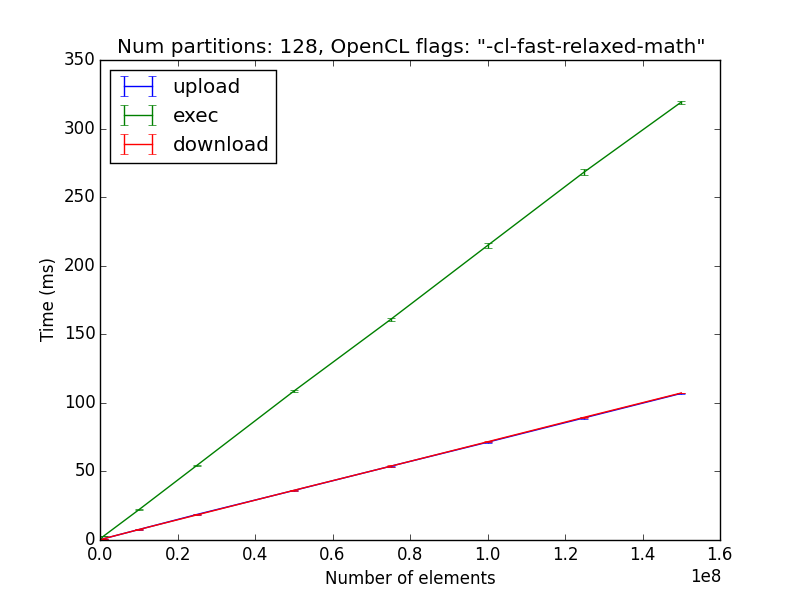 Num partitions: 128, OpenCL flags: "-cl-fast-relaxed-math"
350
300
250
200
150
100
50
0
Time (ms)
upload
exec
download
0.0 0.2 0.4 0.6 0.8 1.0 1.2 1.4 1.6
1e8
Number of elements